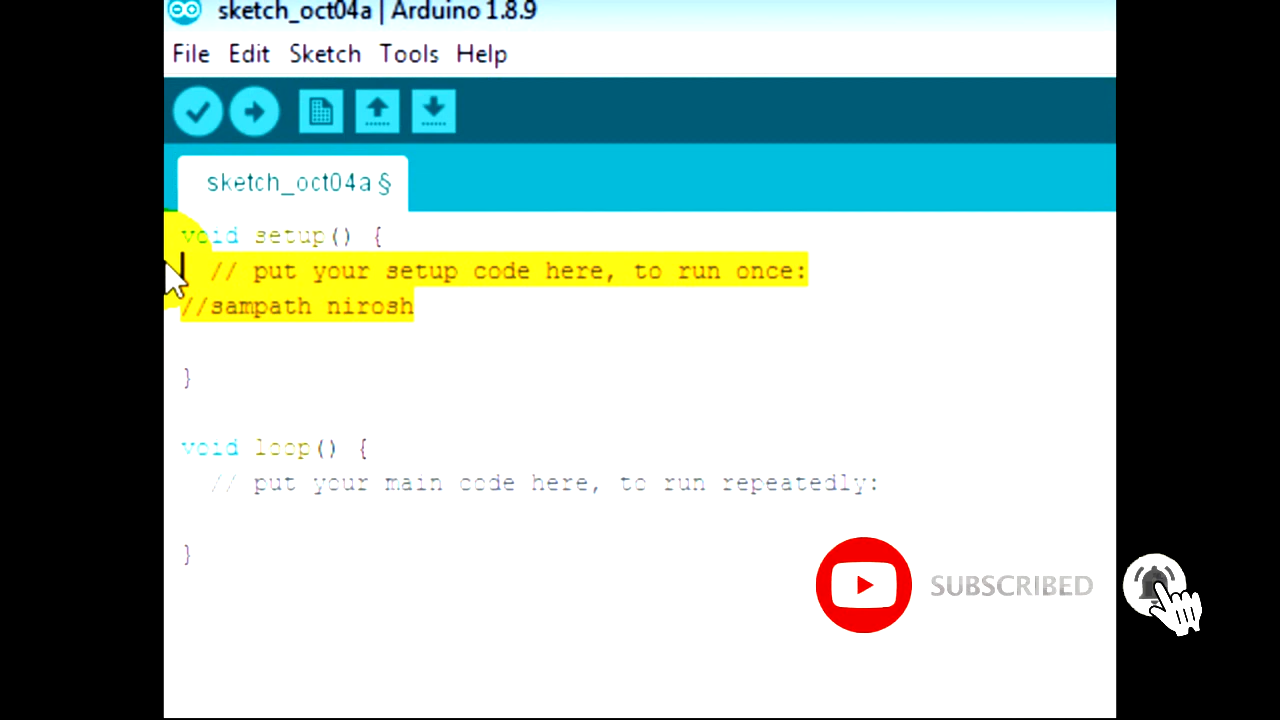 sketch_oct04a | Arduino 1.8.9
File Edit Sketch Tools Help
sketch_oct04a §
void setup() {
// put your setup code here, to run once:
//sampath nirosh
}
void loop() {
// put your main code here, to run repeatedly:
}
SUBSCRIBED